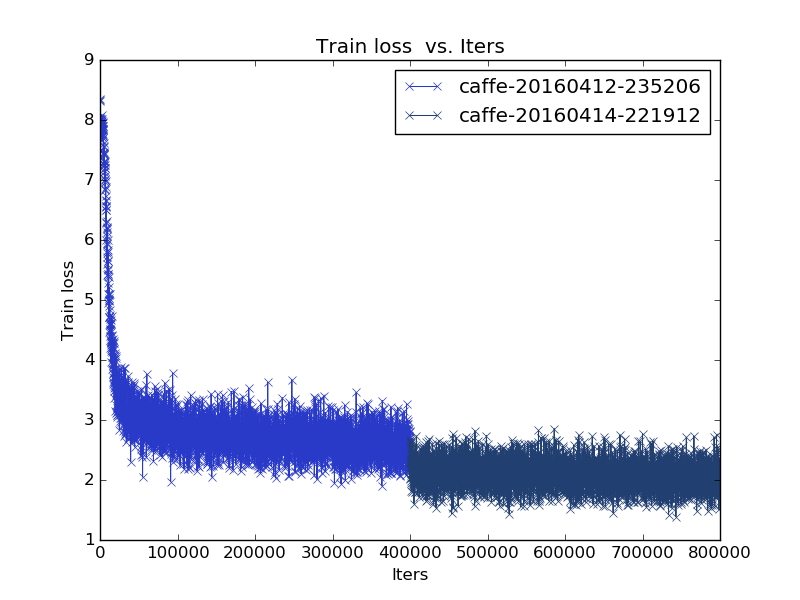 Train loss  vs. Iters
caffe-20160412-235206
caffe-20160414-221912
Train loss
9
8
7
6
5
4
3
2
1
0 100000 200000 300000 400000 500000 600000 700000 800000
Iters